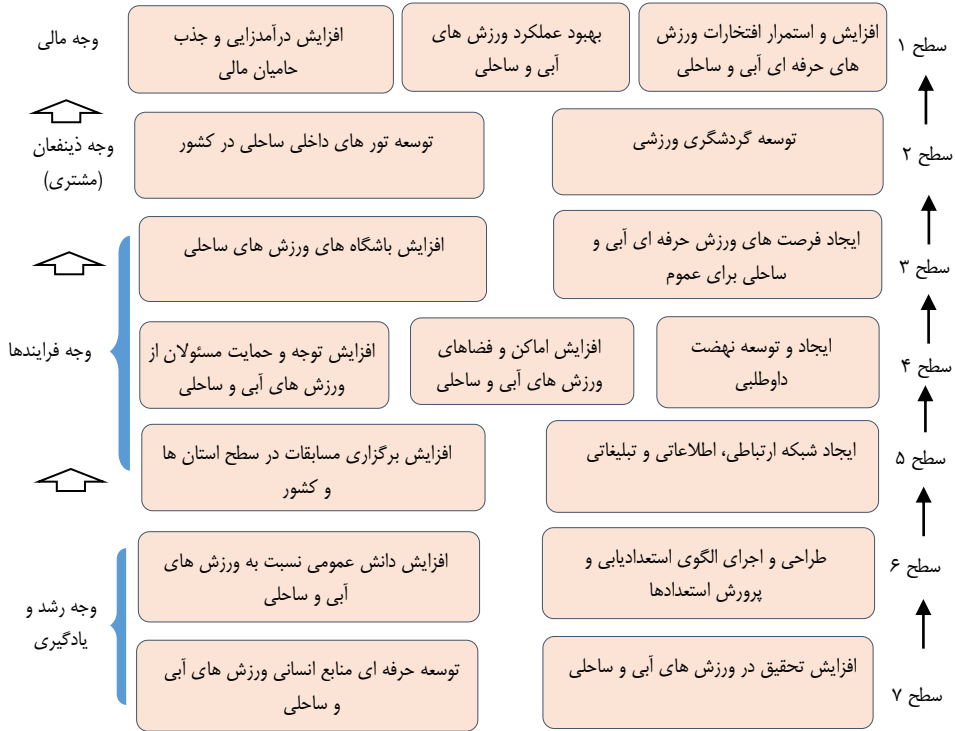 سطح ۱
افزایش و استمرار افتخارات ورزش
های حرفه ای آبی و ساحلی
بهبود عملکرد ورزش های
آبی و ساحلی
افزایش درآمدزایی و جذب
حامیان مالی
وجه مالی
سطح ۲
توسعه گردشگری ورزشی
توسعه تور های داخلی ساحلی در کشور
وجه ذینفعان
(مشتری)
سطح ۳
ایجاد فرصت های ورزش حرفه ای آبی و
ساحلی برای عموم
افزایش باشگاه های ورزش های ساحلی
سطح ۴
ایجاد و توسعه نهضت
داوطلبی
افزایش اماکن و فضاهای
ورزش های آبی و ساحلی
افزایش توجه و حمایت مسئولان از
ورزش های آبی و ساحلی
وجه فرایندها
سطح ۵
ایجاد شبکه ارتباطی، اطلاعاتی و تبلیغاتی
افزایش برگزاری مسابقات در سطح استان ها
و کشور
سطح ۶
طراحی و اجرای الگوی استعدادیابی و
پرورش استعدادها
افزایش دانش عمومی نسبت به ورزش های
آبی و ساحلی
وجه رشد و
یادگیری
سطح ۷
افزایش تحقیق در ورزش های آبی و ساحلی
توسعه حرفه ای منابع انسانی ورزش های آبی
و ساحلی